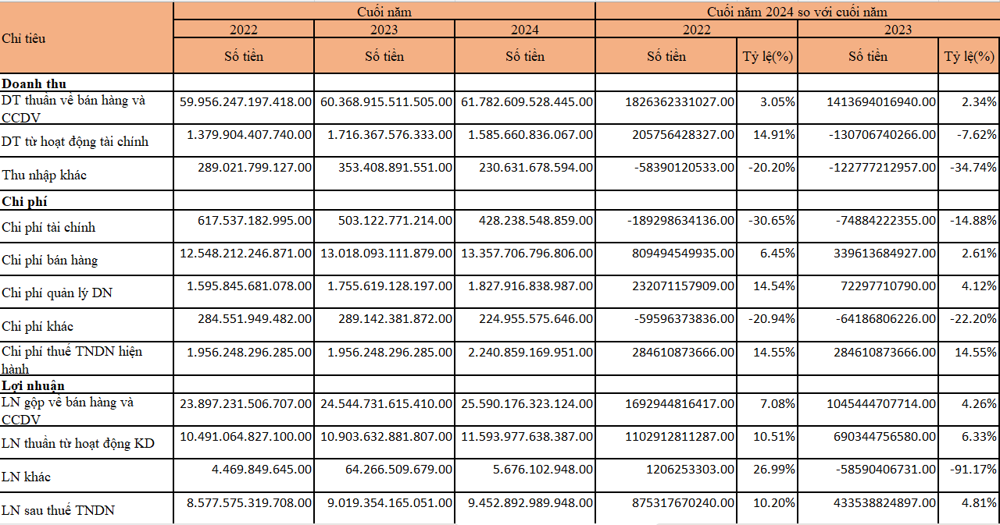 Chỉ tiêu Cuối năm Cuối năm 2024 so với cuối năm
2022 2023 2024 2022 2023
Số tiền Số tiền Số tiền Số tiền Tỷ lệ(%) Số tiền Tỷ lệ(%)
Doanh thu
DT thuần về bán hàng và
CCDV 59.956.247.197.418.00 60.368.915.511.505.00 61.782.609.528.445.00 1826362331027.00 3.05% 1413694016940.00 2.34%
DT từ hoạt động tài chính 1.379.904.407.740.00 1.716.367.576.333.00 1.585.660.836.067.00 205756428327.00 14.91% -130706740266.00 -7.62%
Thu nhập khác 289.021.799.127.00 353.408.891.551.00 230.631.678.594.00 -58390120533.00 -20.20% -122777212957.00 -34.74%
Chi phí
Chi phí tài chính 617.537.182.995.00 503.122.771.214.00 428.238.548.859.00 -189298634136.00 -30.65% -74884222355.00 -14.88%
Chi phí bán hàng 12.548.212.246.871.00 13.018.093.111.879.00 13.357.706.796.806.00 809494549935.00 6.45% 339613684927.00 2.61%
Chi phí quản lý DN 1.595.845.681.078.00 1.755.619.128.197.00 1.827.916.838.987.00 232071157909.00 14.54% 72297710790.00 4.12%
Chi phí khác 284.551.949.482.00 289.142.381.872.00 224.955.575.646.00 -59596373836.00 -20.94% -64186806226.00 -22.20%
Chi phí thuế TNDN hiện
hành 1.956.248.296.285.00 1.956.248.296.285.00 2.240.859.169.951.00 284610873666.00 14.55% 284610873666.00 14.55%
Lợi nhuận
LN gộp về bán hàng và
CCDV 23.897.231.506.707.00 24.544.731.615.410.00 25.590.176.323.124.00 1692944816417.00 7.08% 1045444707714.00 4.26%
LN thuần từ hoạt động KD 10.491.064.827.100.00 10.903.632.881.807.00 11.593.977.638.387.00 1102912811287.00 10.51% 690344756580.00 6.33%
LN khác 4.469.849.645.00 64.266.509.679.00 5.676.102.948.00 1206253303.00 26.99% -58590406731.00 -91.17%
LN sau thuế TNDN 8.577.575.319.708.00 9.019.354.165.051.00 9.452.892.989.948.00 875317670240.00 10.20% 433538824897.00 4.81%